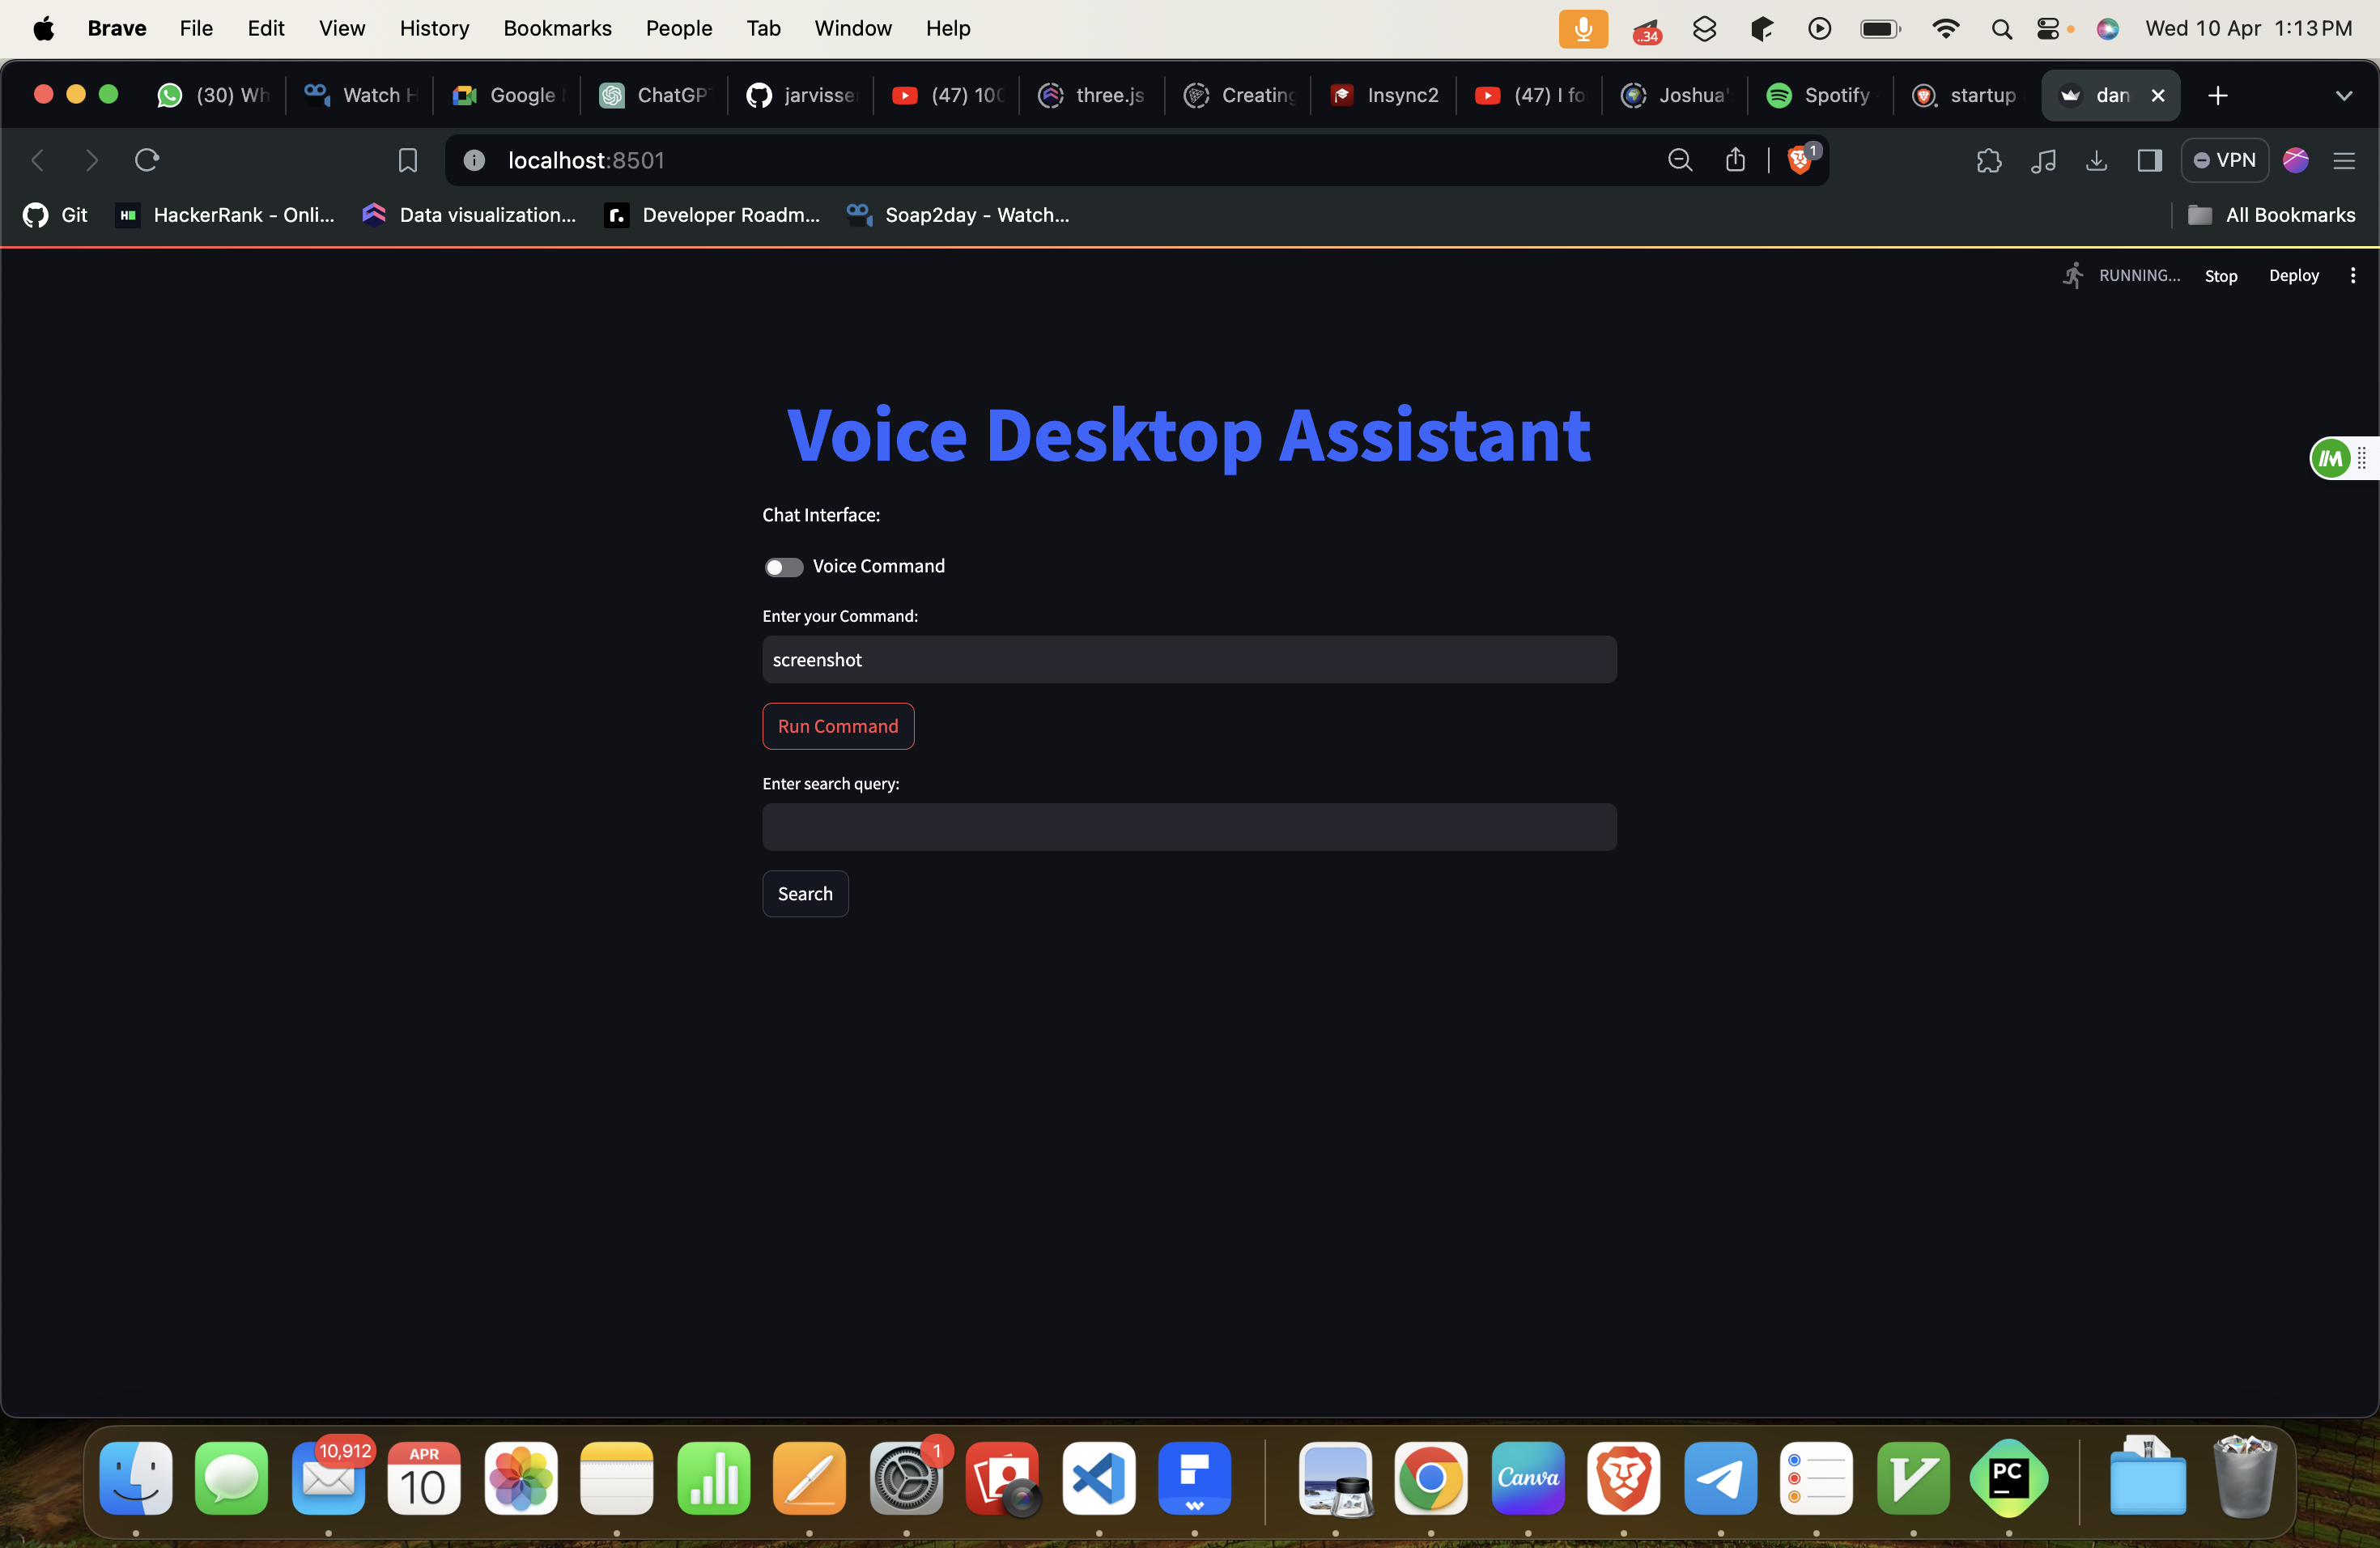 Brave File Edit View History Bookmarks People Tab Window Help ..34 Wed 10 Apr 1:13 PM
(30) Wh Watch H Google ChatGP jarvisse (47) 100 three.js Creating Insync2 (47) I fo Joshua' Spotify startup dan
localhost:8501 1 VPN
Git HackerRank - Onli... Data visualization... Developer Roadm... Soap2day - Watch... All Bookmarks
RUNNING... Stop Deploy
Voice Desktop Assistant
Chat Interface:
Voice Command
Enter your Command:
screenshot
Run Command
Enter search query:
Search
10,912 APR 1
10 Canva PC